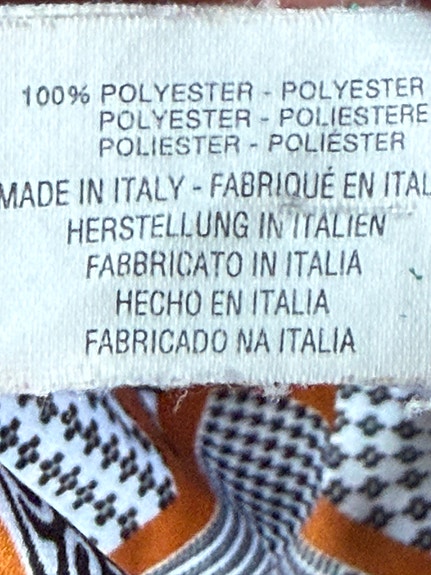 100% POLYESTER - POLYESTER
POLYESTER - POLIESTERE
POLIESTER - POLIÉSTER
MADE IN ITALY - FABRIQUÉ EN ITAL
HERSTELLUNG IN ITALIEN
FABBRICATO IN ITALIA
HECHO EN ITALIA
FABRICADO NA ITALIA